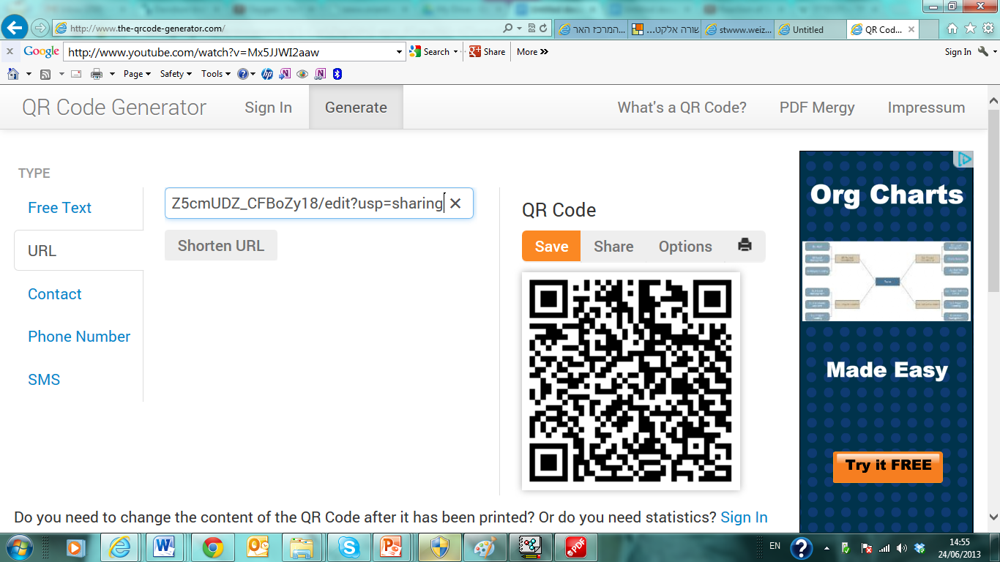 http://www.the-qrcode-generator.com/
המרכז האר...
שורה אלקט...
stwww.weiz...
Untitled
QR Cod...
x Google http://www.youtube.com/watch?v=Mx5JJWI2aaw Search Share More » Sign In
Page Safety Tools
QR Code Generator Sign In Generate What's a QR Code? PDF Mergy Impressum
TYPE
Free Text
URL
Contact
Phone Number
SMS
Z5cmUDZ_CFBoZy18/edit?usp=sharing
Shorten URL
QR Code
Save Share Options
Org Charts
Made Easy
Try it FREE
Do you need to change the content of the QR Code after it has been printed? Or do you need statistics? Sign In
EN
14:55
24/06/2013